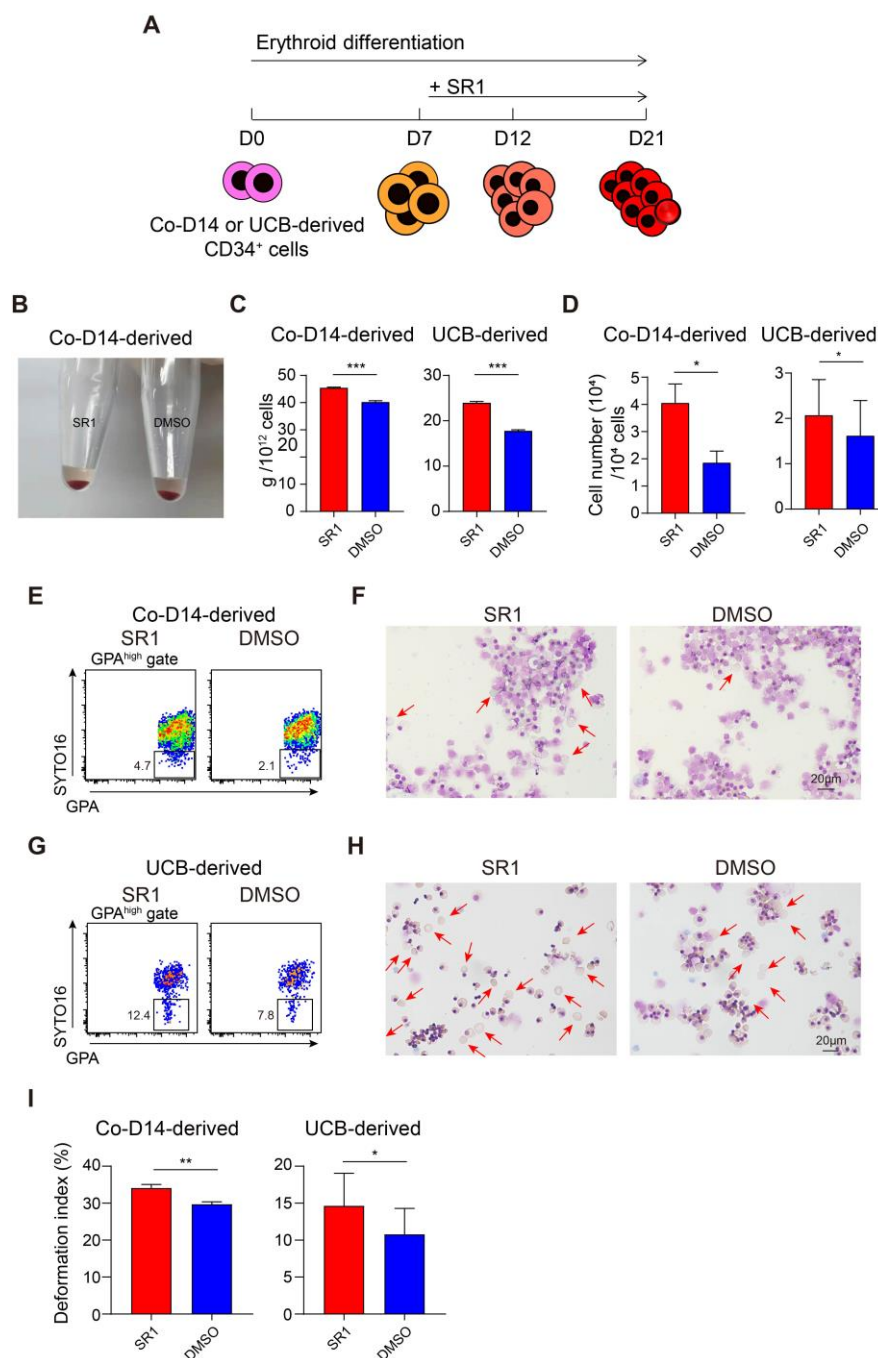 A
Erythroid differentiation
+ SR1
D0 D7 D12 D21
Co-D14 or UCB-derived
CD34⁺ cells
B
Co-D14-derived
SR1 DMSO
C
Co-D14-derived UCB-derived
g /10¹² cells
50
40
30
20
10
0
***
SR1 DMSO
30
20
10
0
***
SR1 DMSO
D
Co-D14-derived UCB-derived
Cell number (10⁴)
/10⁴ cells
5
4
3
2
1
0
*
SR1 DMSO
3
2
1
0
*
SR1 DMSO
E
Co-D14-derived
SR1 DMSO
GPAhigh gate
4.7 2.1
SYTO16
GPA
F
SR1 DMSO
20μm
G
UCB-derived
SR1 DMSO
GPAhigh gate
12.4 7.8
SYTO16
GPA
H
SR1 DMSO
20μm
I
Co-D14-derived UCB-derived
Deformation index (%)
40
30
20
10
0
**
SR1 DMSO
20
15
10
5
0
*
SR1 DMSO